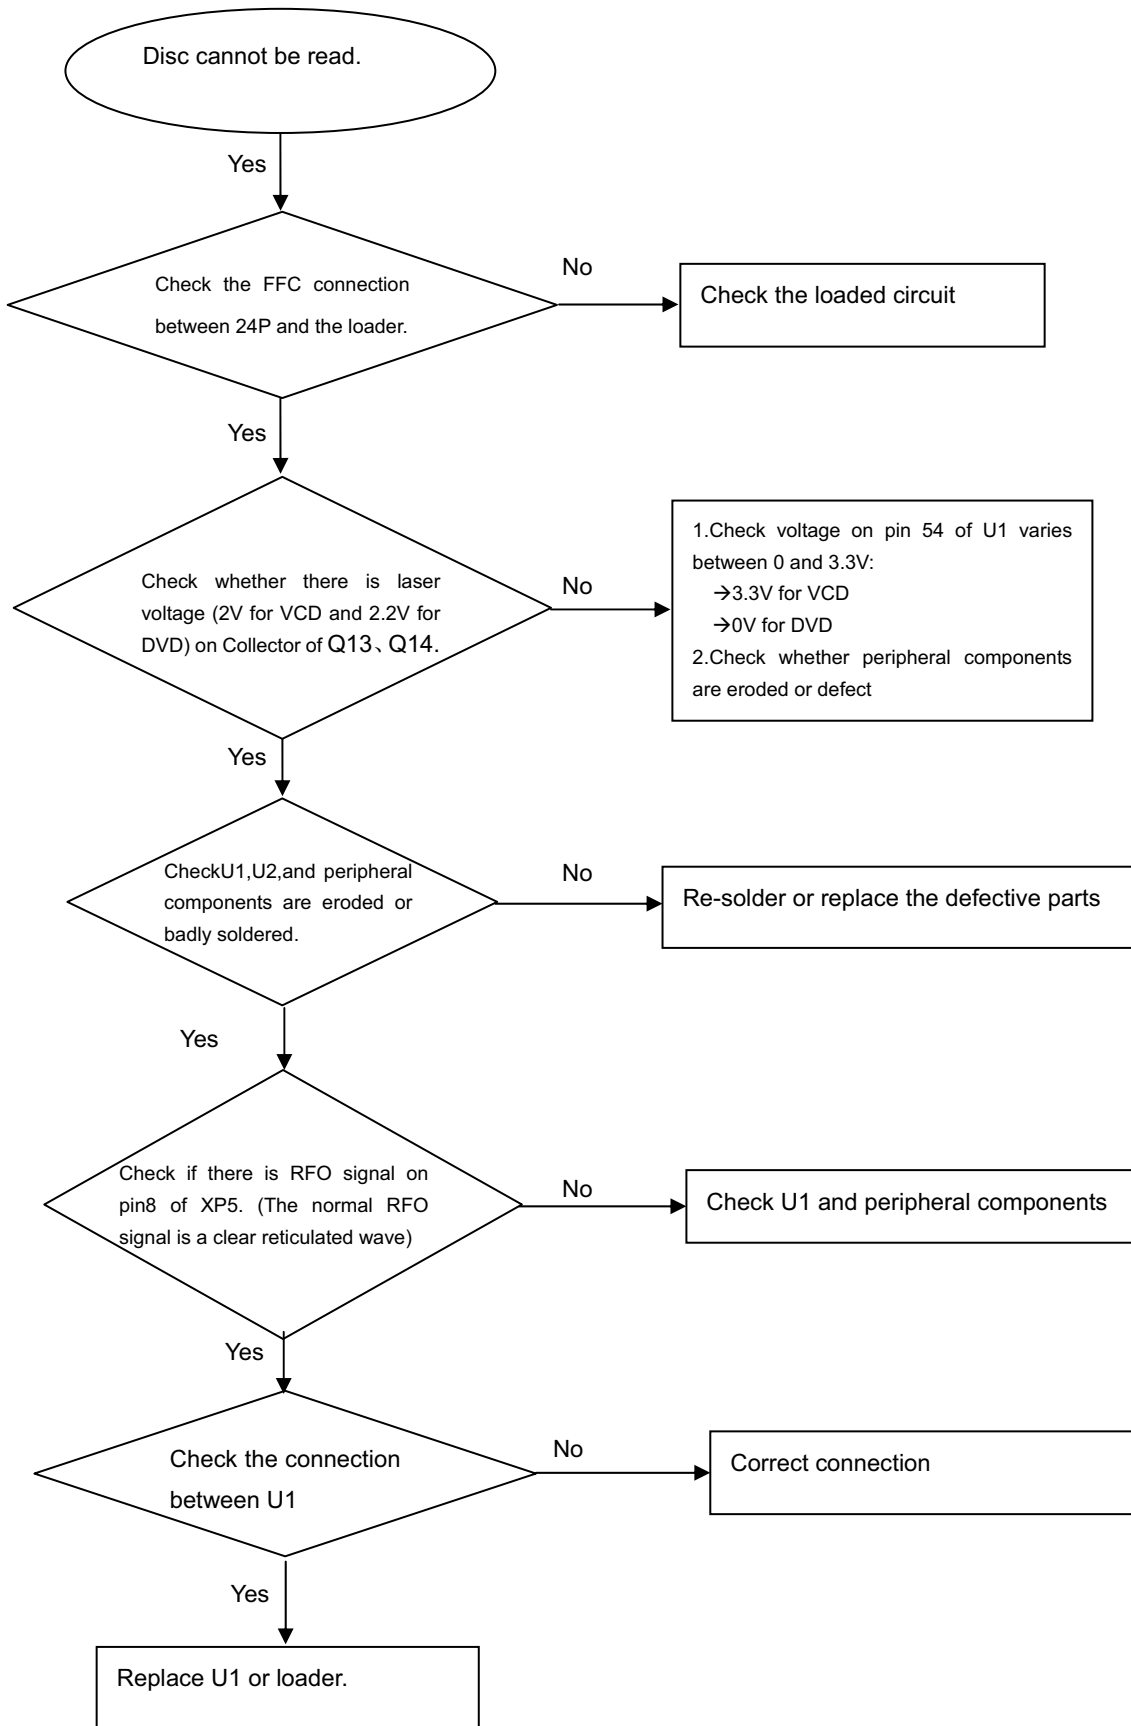 Disc cannot be read.
Yes
Check the FFC connection
between 24P and the loader.
No
Check the loaded circuit
Yes
Check whether there is laser
voltage (2V for VCD and 2.2V for
DVD) on Collector of Q13、Q14.
No
1.Check voltage on pin 54 of U1 varies
between 0 and 3.3V:
→3.3V for VCD
→0V for DVD
2.Check whether peripheral components
are eroded or defect
Yes
CheckU1,U2,and peripheral
components are eroded or
badly soldered.
No
Re-solder or replace the defective parts
Yes
Check if there is RFO signal on
pin8 of XP5. (The normal RFO
signal is a clear reticulated wave)
No
Check U1 and peripheral components
Yes
Check the connection
between U1
No
Correct connection
Yes
Replace U1 or loader.